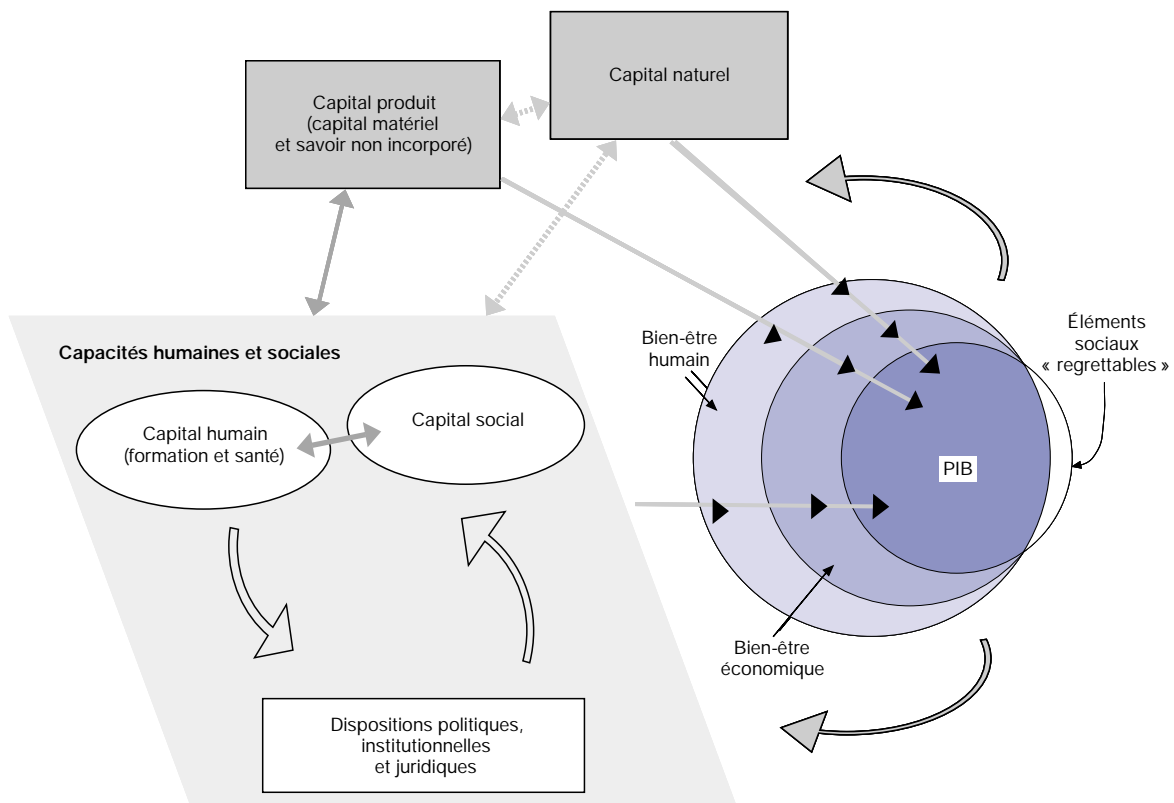 Capital naturel
Capital produit
(capital matériel
et savoir non incorporé)
Capacités humaines et sociales
Capital humain
(formation et santé)
Capital social
Dispositions politiques,
institutionnelles
et juridiques
Bien-être
humain
Éléments
sociaux
« regrettables »
PIB
Bien-être
économique